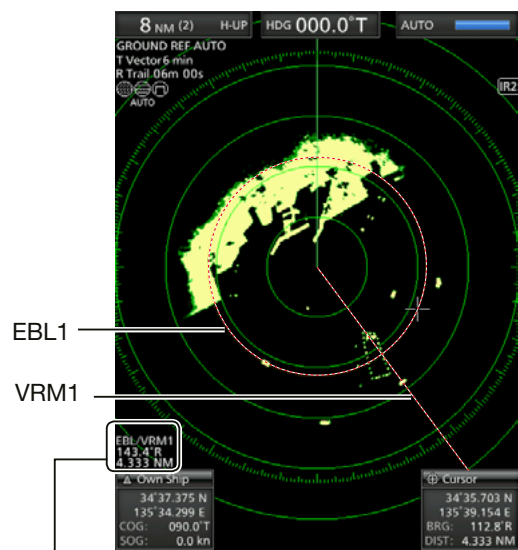 8 NM (2) H-UP HDG 000.0°T AUTO
GROUND REF AUTO
T Vector 6 min
R Trail 06m 00s
AUTO
IR2
EBL1
VRM1
EBL/VRM1
143.4°R
4.333 NM
Own Ship
34°37.375 N
135°34.299 E
COG: 090.0°T
SOG: 0.0 kn
Cursor
34°35.703 N
135°39.154 E
BRG: 112.8°R
DIST: 4.333 NM